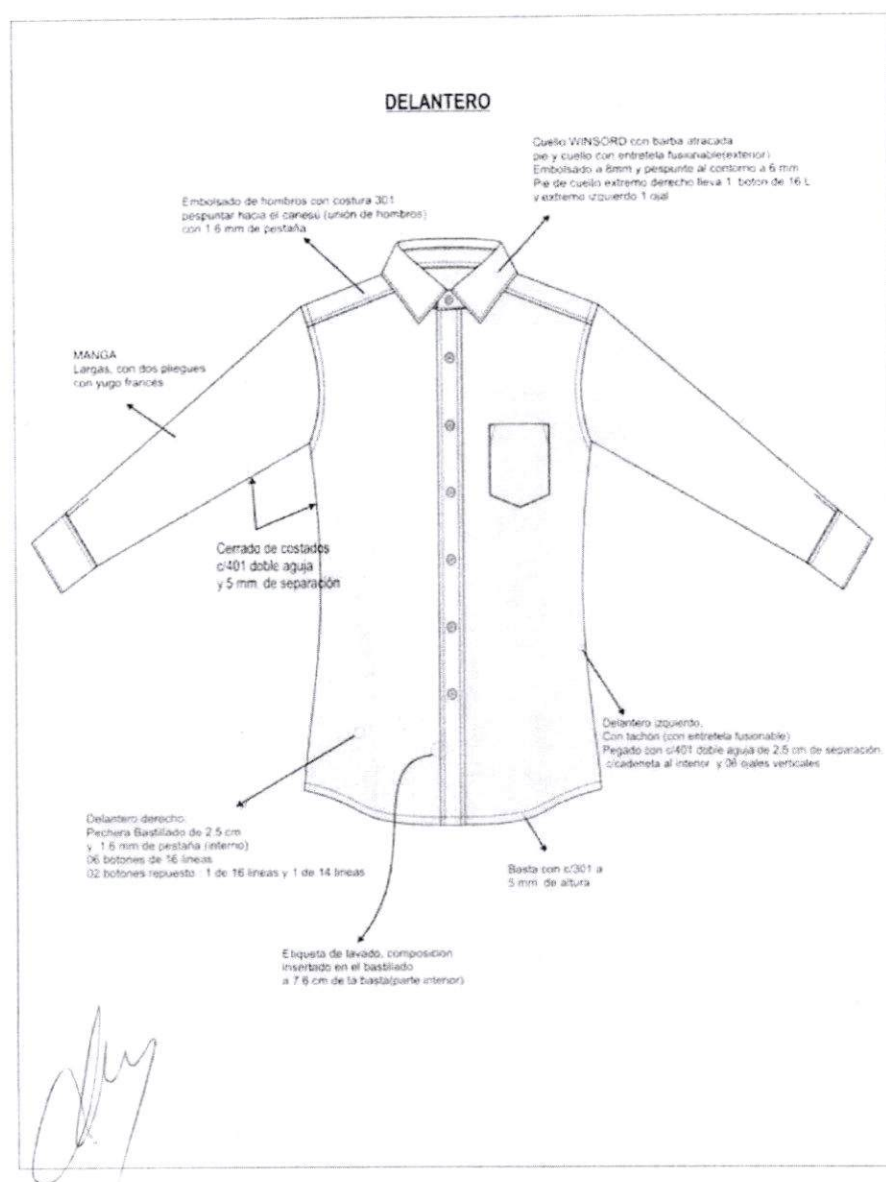 DELANTERO
Cuello WINSORD con barba atracada
pie y cuello con entretela fusionable(exterior)
Embolsado a 6mm y pespunte al contorno a 6 mm
Pie de cuello extremo derecho lleva 1 boton de 16 L
y extremo izquierdo 1 ojal
Embolsado de hombros con costura 301
pespuntar hacia el canesú (unión de hombros)
con 1.6 mm de pestaña
MANGA
Largas, con dos pliegues
con yugo francés
Cerrado de costados
c/401 doble aguja
y 5 mm. de separación
Delantero izquierdo.
Con tachon (con entretela fusionable)
Pegado con c/401 doble aguja de 2.5 cm de separación
c/cadeneta al interior y 06 ojales verticales
Delantero derecho
Pechera Bastillado de 2.5 cm
y 1.6 mm de pestaña (interno)
06 botones de 16 lineas
02 botones repuesto : 1 de 16 lineas y 1 de 14 lineas
Basta con c/301 a
5 mm. de altura
Etiqueta de lavado, composicion
insertado en el bastillado
a 7.6 cm de la basta(parte interior)